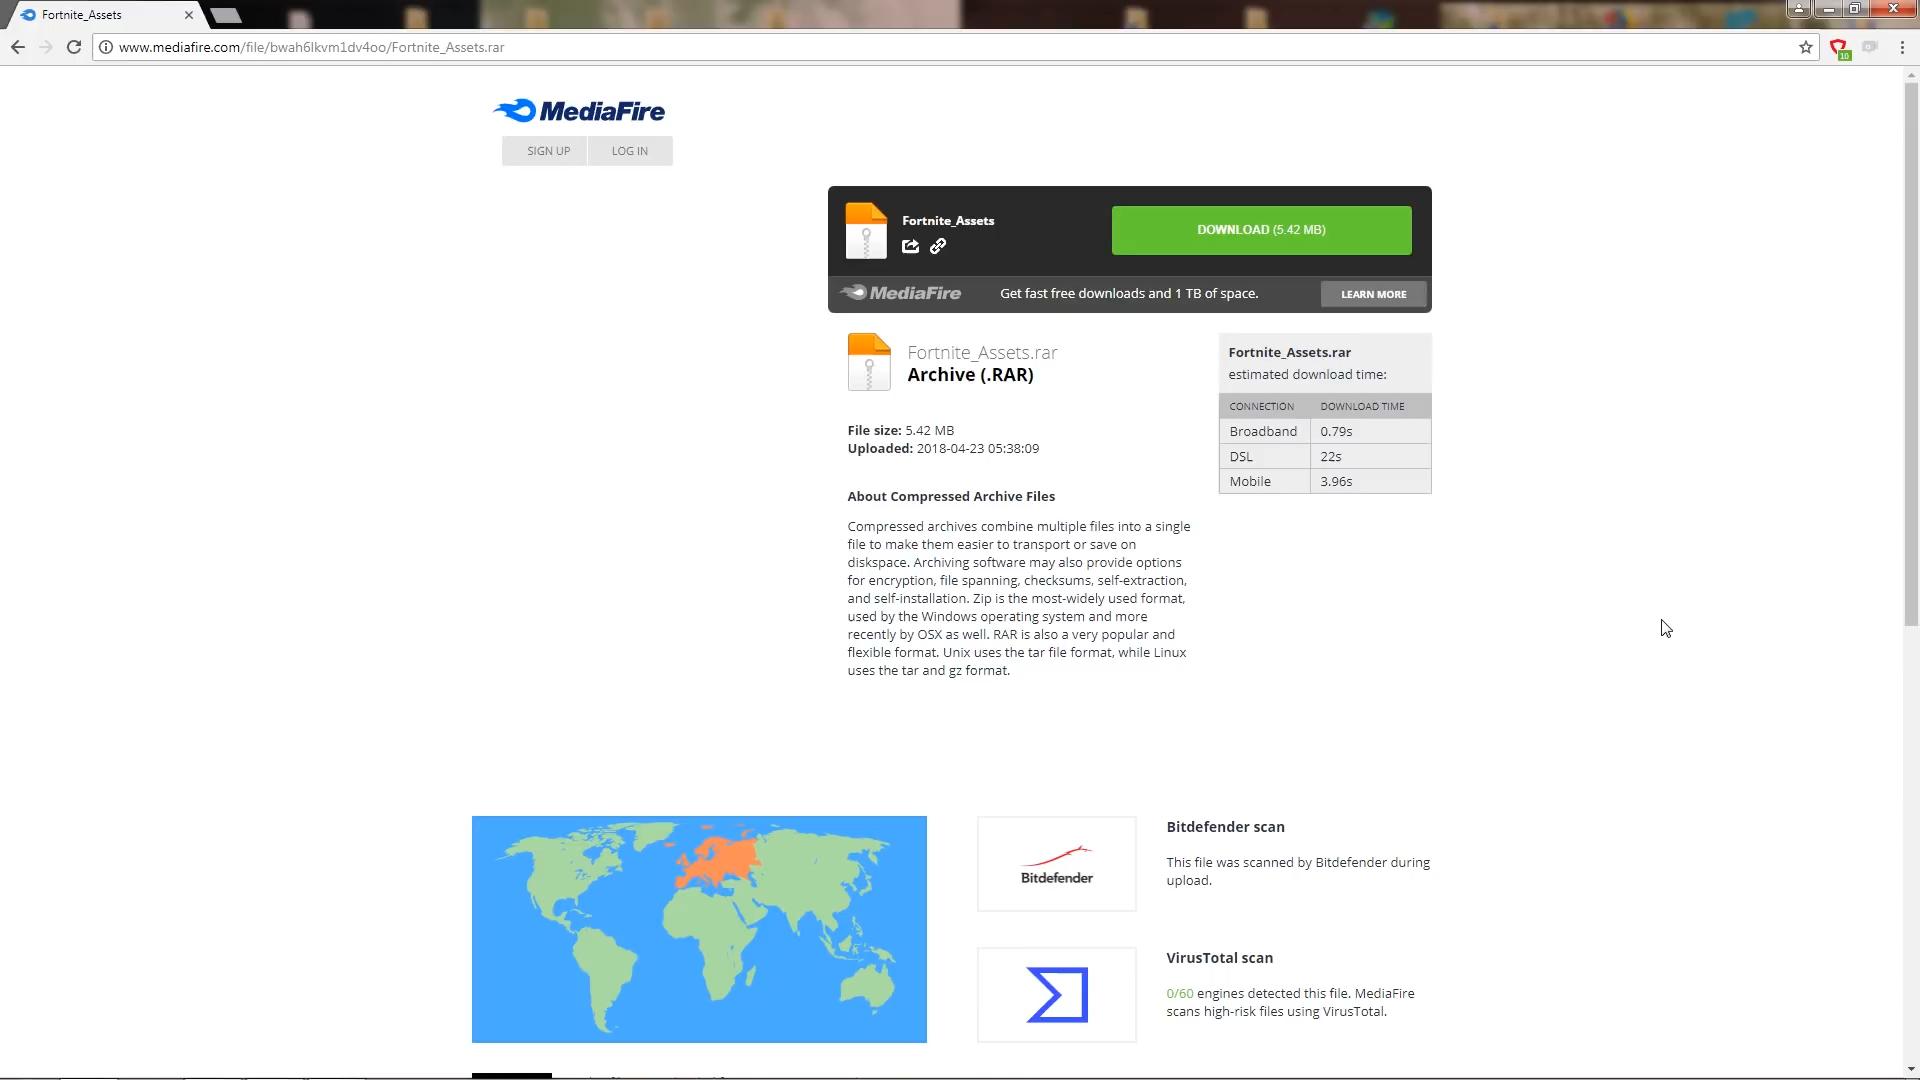 Fortnite_Assets
www.mediafire.com/file/bwah6lkvm1dv4oo/Fortnite_Assets.rar
10
MediaFire
SIGN UP
LOG IN
Fortnite_Assets
DOWNLOAD (5.42 MB)
MediaFire
Get fast free downloads and 1 TB of space.
LEARN MORE
Fortnite_Assets.rar
Archive (.RAR)
File size: 5.42 MB
Uploaded: 2018-04-23 05:38:09
Fortnite_Assets.rar
estimated download time:
CONNECTION DOWNLOAD TIME
Broadband 0.79s
DSL 22s
Mobile 3.96s
About Compressed Archive Files
Compressed archives combine multiple files into a single
file to make them easier to transport or save on
diskspace. Archiving software may also provide options
for encryption, file spanning, checksums, self-extraction,
and self-installation. Zip is the most-widely used format,
used by the Windows operating system and more
recently by OSX as well. RAR is also a very popular and
flexible format. Unix uses the tar file format, while Linux
uses the tar and gz format.
Bitdefender
Bitdefender scan
This file was scanned by Bitdefender during
upload.
VirusTotal scan
0/60 engines detected this file. MediaFire
scans high-risk files using VirusTotal.